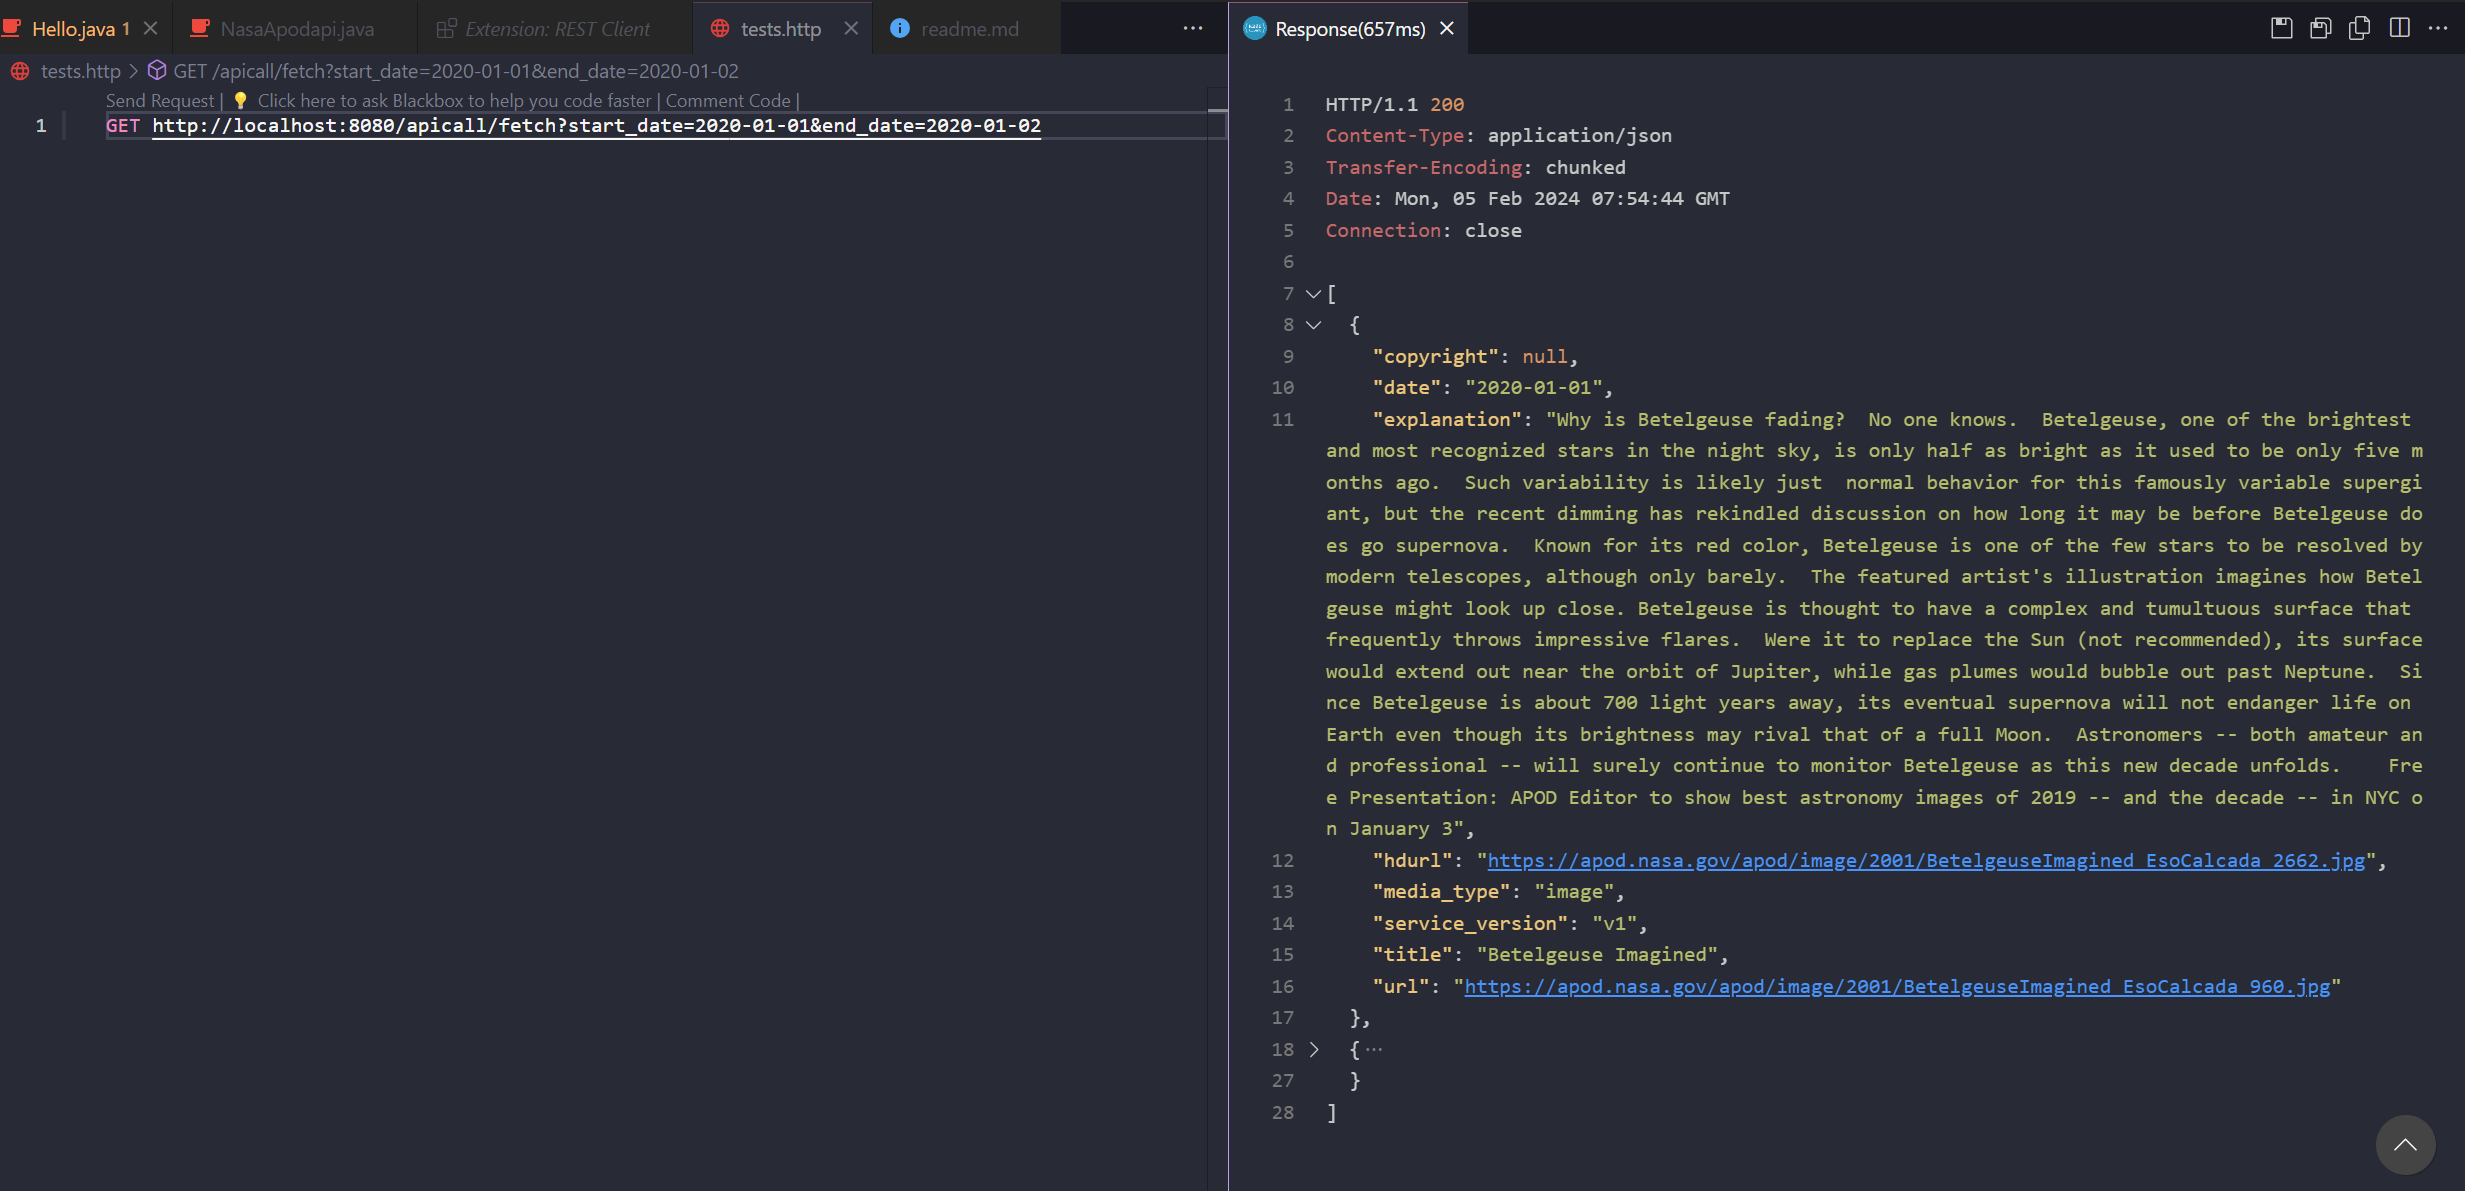 Hello.java 1
NasaApodapi.java
Extension: REST Client
tests.http
readme.md
tests.http > GET /apicall/fetch?start_date=2020-01-01&end_date=2020-01-02
Send Request | 💡 Click here to ask Blackbox to help you code faster | Comment Code |
1 GET http://localhost:8080/apicall/fetch?start_date=2020-01-01&end_date=2020-01-02
Response(657ms)
1 HTTP/1.1 200
2 Content-Type: application/json
3 Transfer-Encoding: chunked
4 Date: Mon, 05 Feb 2024 07:54:44 GMT
5 Connection: close
6
7 [
8 {
9 "copyright": null,
10 "date": "2020-01-01",
11 "explanation": "Why is Betelgeuse fading?  No one knows.  Betelgeuse, one of the brightest
and most recognized stars in the night sky, is only half as bright as it used to be only five m
onths ago.  Such variability is likely just  normal behavior for this famously variable supergi
ant, but the recent dimming has rekindled discussion on how long it may be before Betelgeuse do
es go supernova.  Known for its red color, Betelgeuse is one of the few stars to be resolved by
modern telescopes, although only barely.  The featured artist's illustration imagines how Betel
geuse might look up close. Betelgeuse is thought to have a complex and tumultuous surface that
frequently throws impressive flares.  Were it to replace the Sun (not recommended), its surface
would extend out near the orbit of Jupiter, while gas plumes would bubble out past Neptune.  Si
nce Betelgeuse is about 700 light years away, its eventual supernova will not endanger life on
Earth even though its brightness may rival that of a full Moon.  Astronomers -- both amateur an
d professional -- will surely continue to monitor Betelgeuse as this new decade unfolds.    Fre
e Presentation: APOD Editor to show best astronomy images of 2019 -- and the decade -- in NYC o
n January 3",
12 "hdurl": "https://apod.nasa.gov/apod/image/2001/BetelgeuseImagined_EsoCalcada_2662.jpg",
13 "media_type": "image",
14 "service_version": "v1",
15 "title": "Betelgeuse Imagined",
16 "url": "https://apod.nasa.gov/apod/image/2001/BetelgeuseImagined_EsoCalcada_960.jpg"
17 },
18 {···
27 }
28 ]